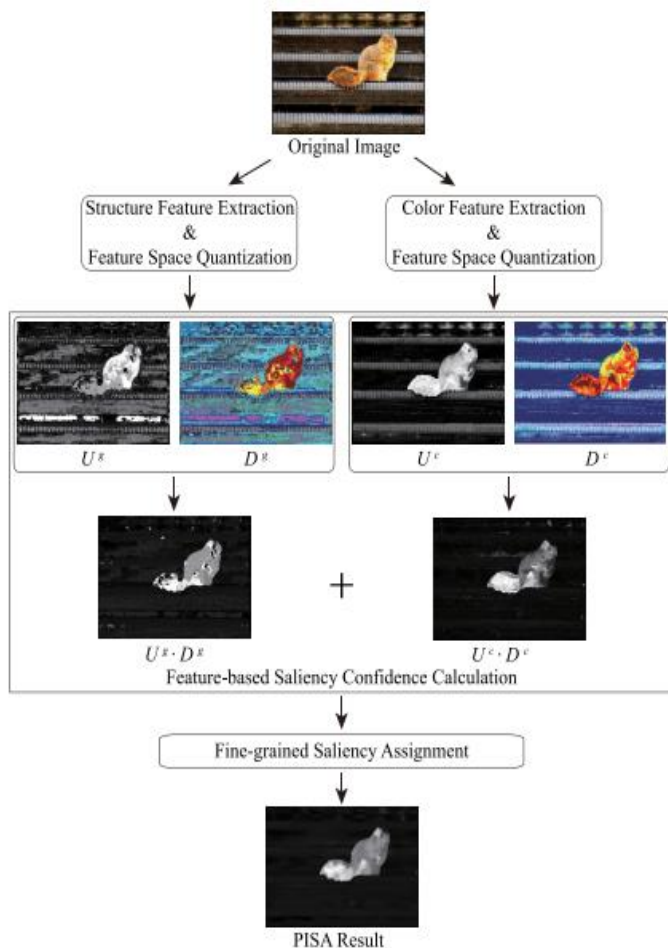 Original Image
Structure Feature Extraction
&
Feature Space Quantization
Color Feature Extraction
&
Feature Space Quantization
U^g
D^g
U^c
D^c
U^g · D^g
+
U^c · D^c
Feature-based Saliency Confidence Calculation
Fine-grained Saliency Assignment
PISA Result